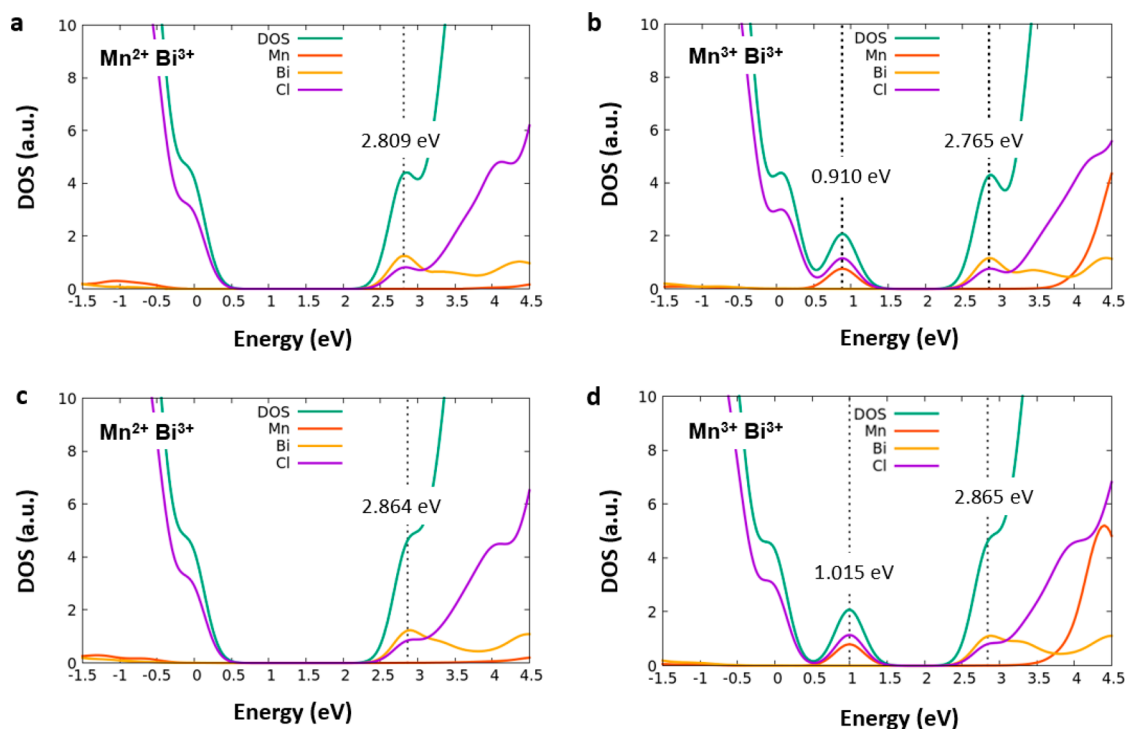 a
Mn²⁺ Bi³⁺
DOS
Mn
Bi
Cl
2.809 eV
DOS (a.u.)
10
8
6
4
2
0
-1.5 -1 -0.5 0 0.5 1 1.5 2 2.5 3 3.5 4 4.5
Energy (eV)
b
Mn³⁺ Bi³⁺
DOS
Mn
Bi
Cl
2.765 eV
0.910 eV
DOS (a.u.)
10
8
6
4
2
0
-1.5 -1 -0.5 0 0.5 1 1.5 2 2.5 3 3.5 4 4.5
Energy (eV)
c
Mn²⁺ Bi³⁺
DOS
Mn
Bi
Cl
2.864 eV
DOS (a.u.)
10
8
6
4
2
0
-1.5 -1 -0.5 0 0.5 1 1.5 2 2.5 3 3.5 4 4.5
Energy (eV)
d
Mn³⁺ Bi³⁺
DOS
Mn
Bi
Cl
2.865 eV
1.015 eV
DOS (a.u.)
10
8
6
4
2
0
-1.5 -1 -0.5 0 0.5 1 1.5 2 2.5 3 3.5 4 4.5
Energy (eV)